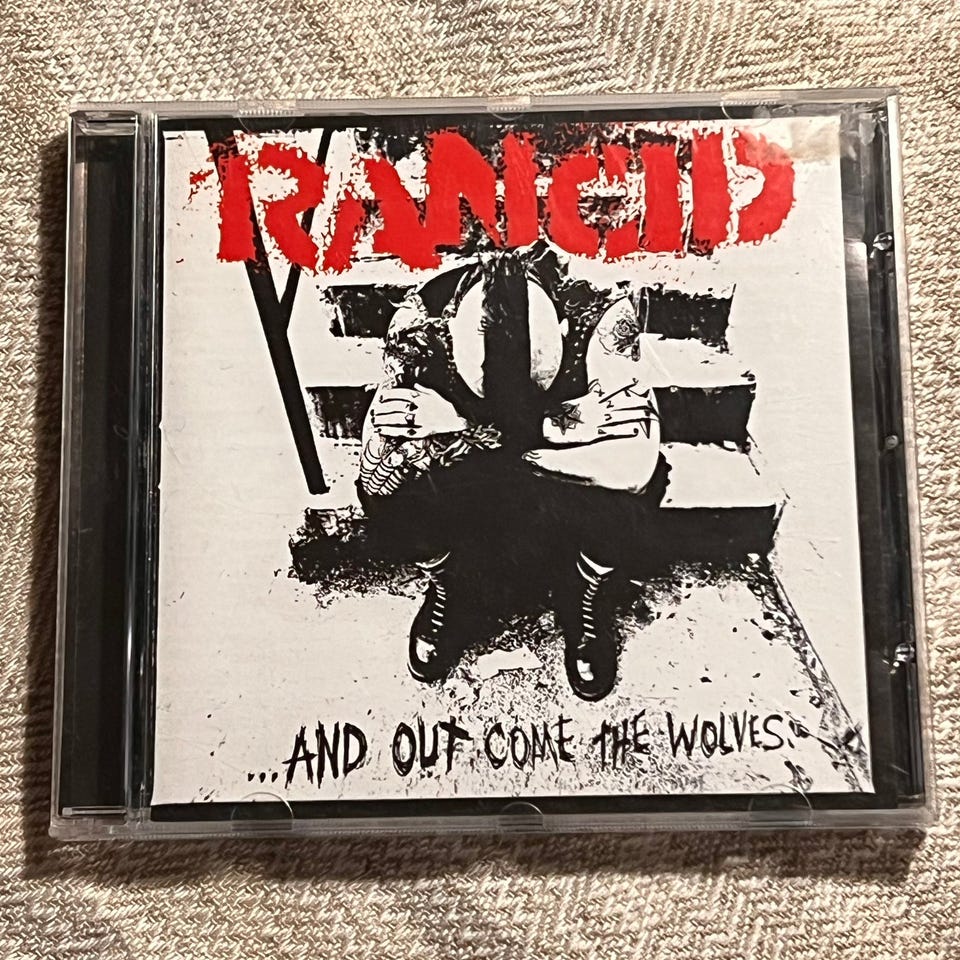 RANCID
...AND OUT COME THE WOLVES.